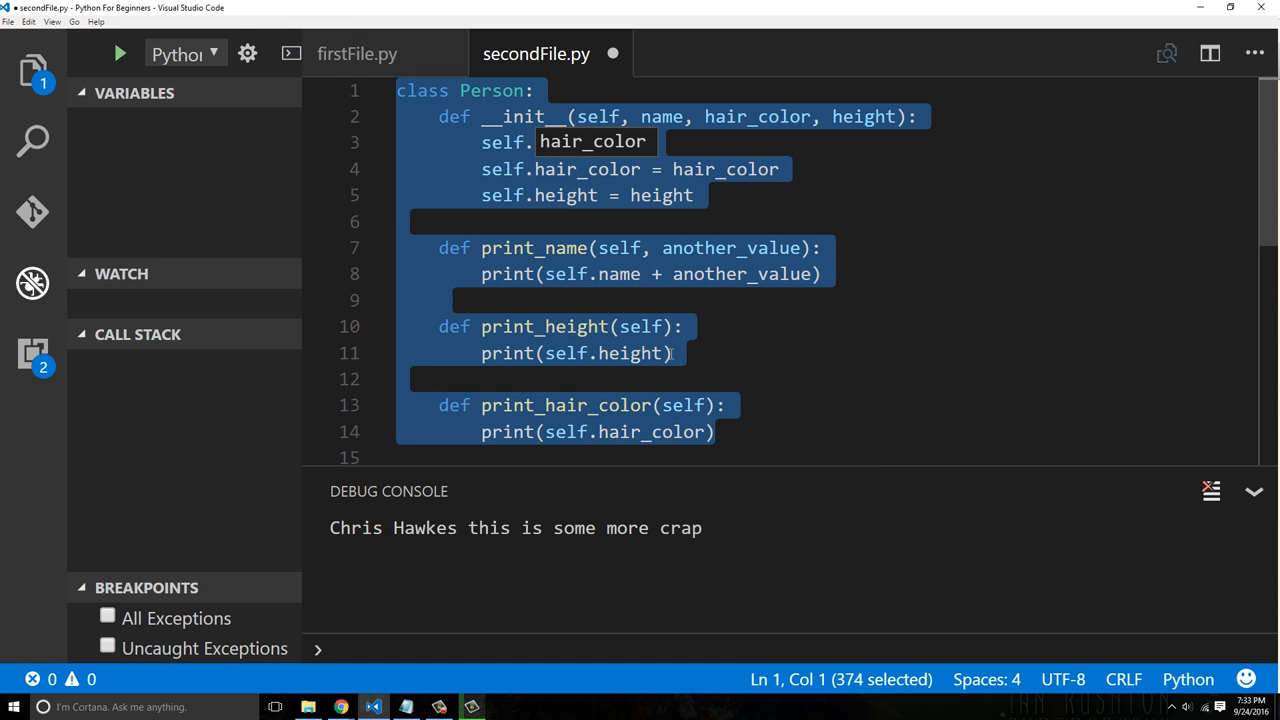 • secondFile.py - Python For Beginners - Visual Studio Code
File Edit View Go Help
1
Python
firstFile.py
secondFile.py
VARIABLES
WATCH
CALL STACK
2
BREAKPOINTS
All Exceptions
Uncaught Exceptions
1 class Person:
2 def __init__(self, name, hair_color, height):
3 self. hair_color
4 self.hair_color = hair_color
5 self.height = height
6
7 def print_name(self, another_value):
8 print(self.name + another_value)
9
10 def print_height(self):
11 print(self.height)
12
13 def print_hair_color(self):
14 print(self.hair_color)
15
DEBUG CONSOLE
Chris Hawkes this is some more crap
0 0 Ln 1, Col 1 (374 selected) Spaces: 4 UTF-8 CRLF Python
I'm Cortana. Ask me anything.
7:33 PM
9/24/2016